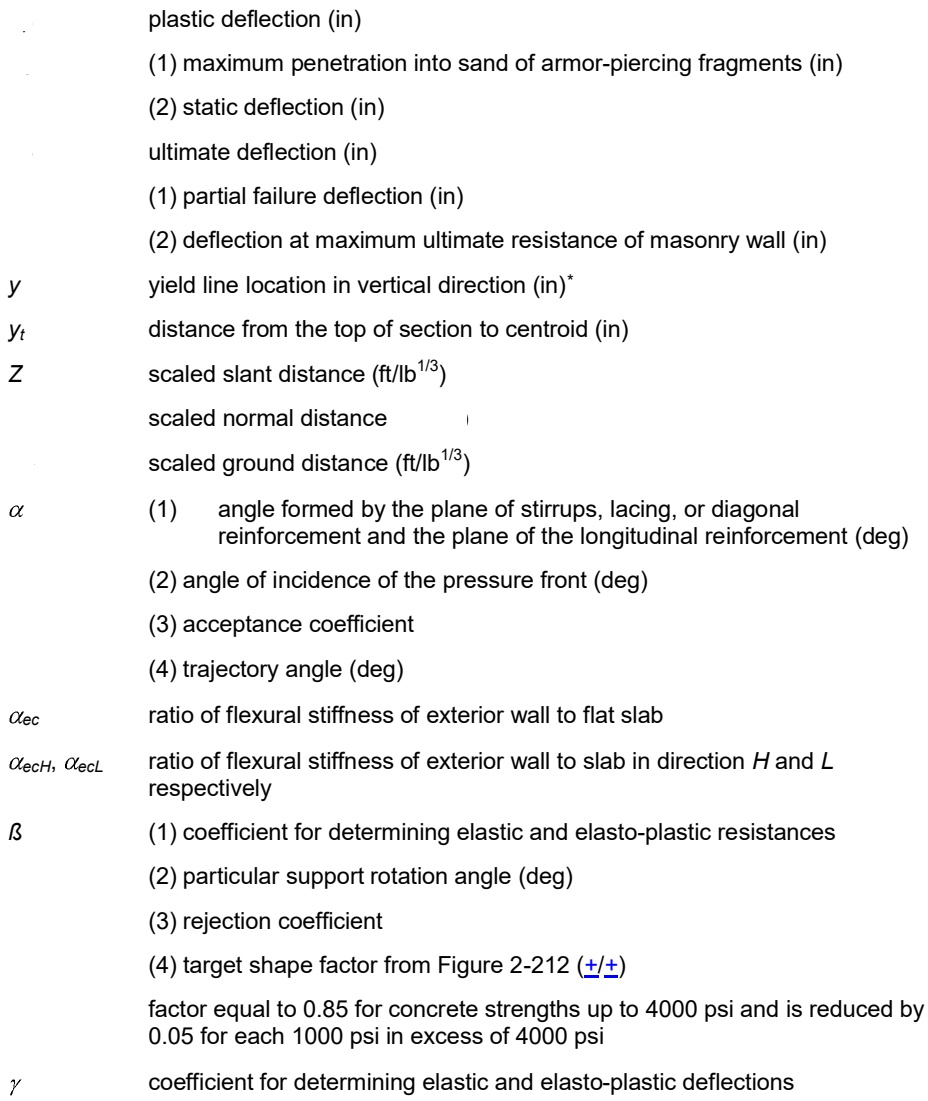 plastic deflection (in)
(1) maximum penetration into sand of armor-piercing fragments (in)
(2) static deflection (in)
ultimate deflection (in)
(1) partial failure deflection (in)
(2) deflection at maximum ultimate resistance of masonry wall (in)
y yield line location in vertical direction (in)*
yt distance from the top of section to centroid (in)
Z scaled slant distance (ft/lb1/3)
scaled normal distance )
scaled ground distance (ft/lb1/3)
α (1) angle formed by the plane of stirrups, lacing, or diagonal
reinforcement and the plane of the longitudinal reinforcement (deg)
(2) angle of incidence of the pressure front (deg)
(3) acceptance coefficient
(4) trajectory angle (deg)
αec ratio of flexural stiffness of exterior wall to flat slab
αecH, αecL ratio of flexural stiffness of exterior wall to slab in direction H and L
respectively
ß (1) coefficient for determining elastic and elasto-plastic resistances
(2) particular support rotation angle (deg)
(3) rejection coefficient
(4) target shape factor from Figure 2-212 (+/+)
factor equal to 0.85 for concrete strengths up to 4000 psi and is reduced by
0.05 for each 1000 psi in excess of 4000 psi
γ coefficient for determining elastic and elasto-plastic deflections